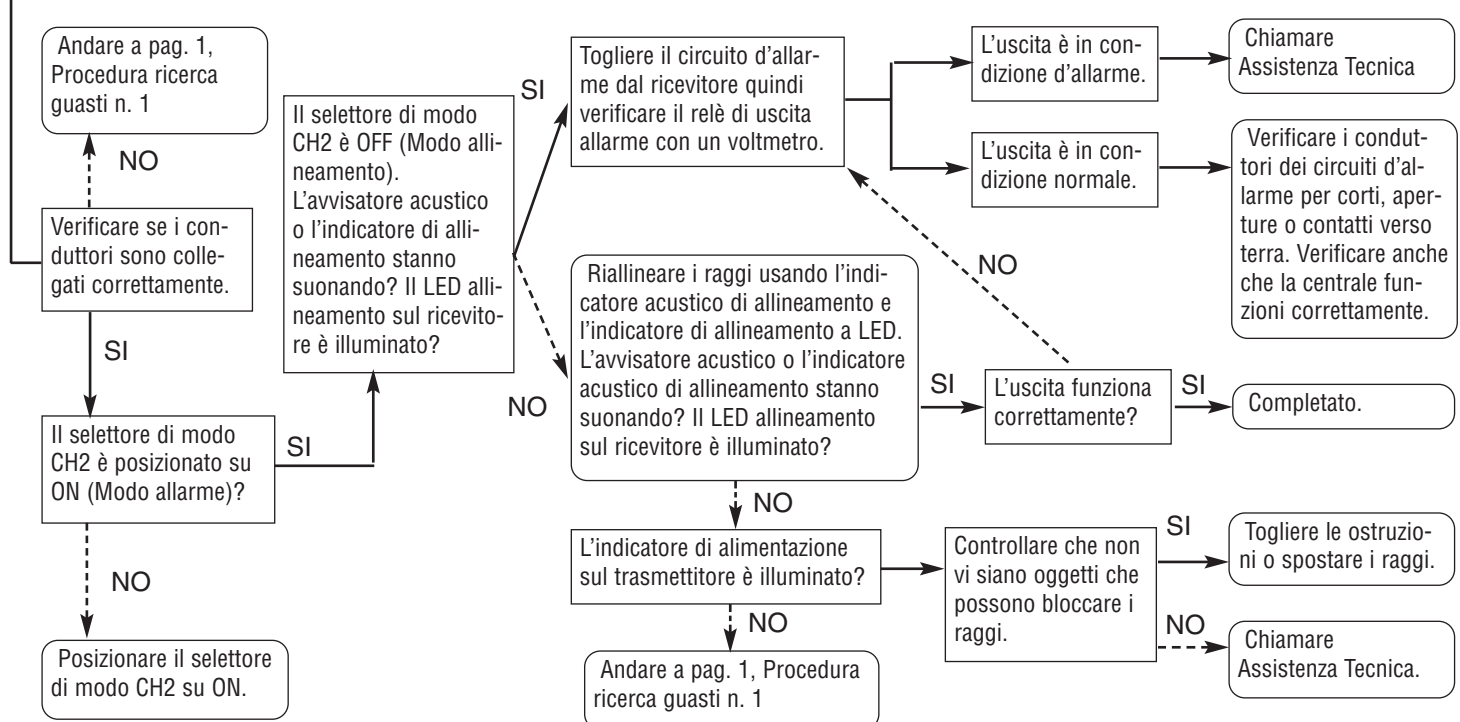 Andare a pag. 1,
Procedura ricerca
guasti n. 1
NO
Verificare se i con-
duttori sono colle-
gati correttamente.
SI
Il selettore di modo
CH2 è posizionato su
ON (Modo allarme)?
SI
NO
Posizionare il selettore
di modo CH2 su ON.
Il selettore di modo
CH2 è OFF (Modo alli-
neamento).
L'avvisatore acustico
o l'indicatore di alli-
neamento stanno
suonando? Il LED alli-
neamento sul ricevito-
re è illuminato?
SI
NO
Togliere il circuito d'allar-
me dal ricevitore quindi
verificare il relè di uscita
allarme con un voltmetro.
L'uscita è in con-
dizione d'allarme.
Chiamare
Assistenza Tecnica
L'uscita è in con-
dizione normale.
Verificare i condut-
tori dei circuiti d'al-
larme per corti, aper-
ture o contatti verso
terra. Verificare anche
che la centrale fun-
zioni correttamente.
Riallineare i raggi usando l'indi-
catore acustico di allineamento e
l'indicatore di allineamento a LED.
L'avvisatore acustico o l'indicatore
acustico di allineamento stanno
suonando? Il LED allineamento
sul ricevitore è illuminato?
SI
L'uscita funziona
correttamente?
NO
SI
Completato.
NO
L'indicatore di alimentazione
sul trasmettitore è illuminato?
NO
Andare a pag. 1, Procedura
ricerca guasti n. 1
Controllare che non
vi siano oggetti che
possono bloccare i
raggi.
SI
Togliere le ostruzio-
ni o spostare i raggi.
NO
Chiamare
Assistenza Tecnica.